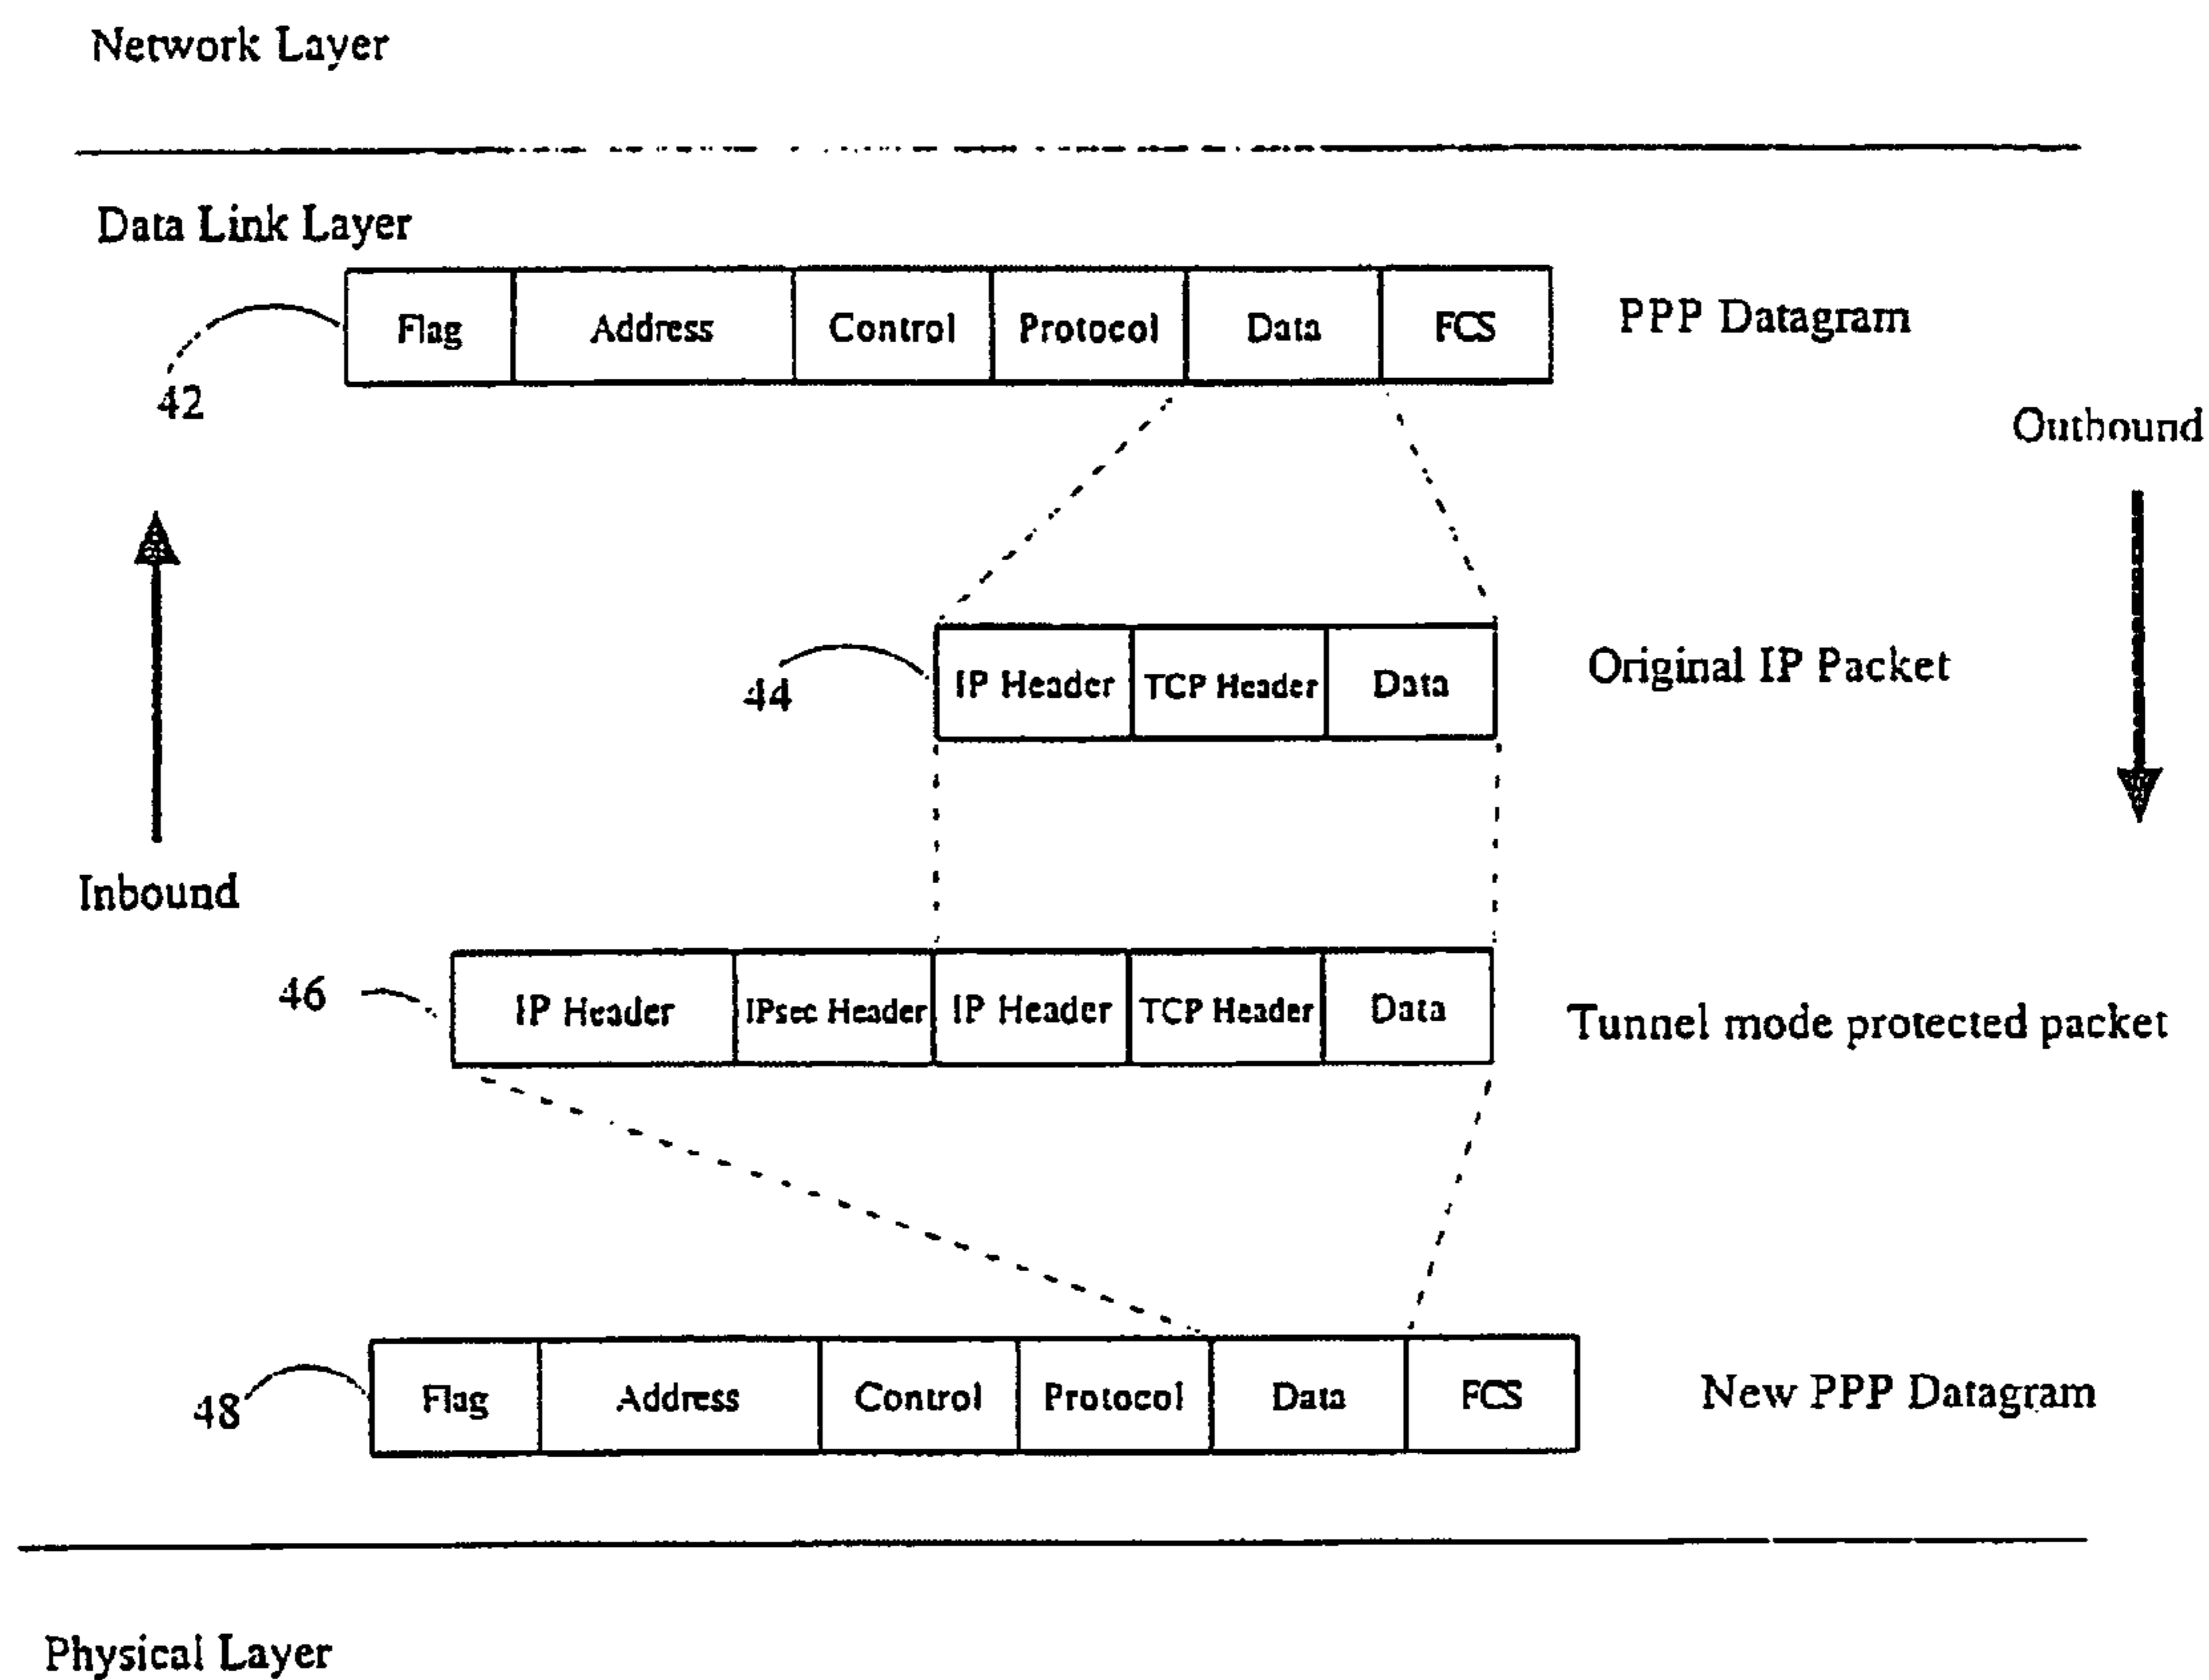 Network Layer
Data Link Layer
Flag Address Control Protocol Data FCS PPP Datagram
42
Outbound
44 IP Header TCP Header Data Original IP Packet
Inbound
46 IP Header IPsec Header IP Header TCP Header Data Tunnel mode protected packet
48 Flag Address Control Protocol Data FCS New PPP Datagram
Physical Layer